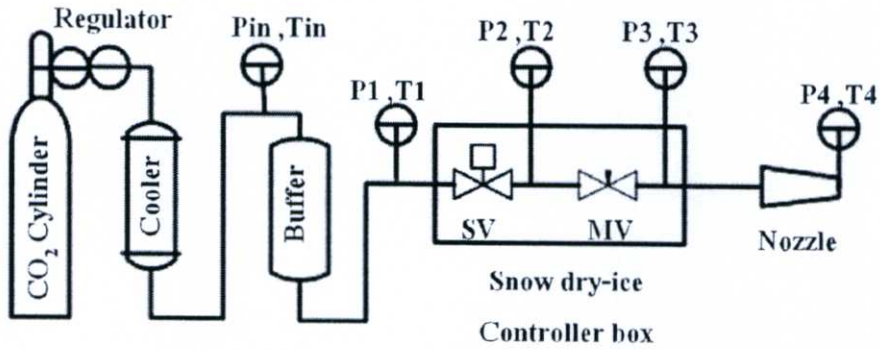 Regulator
Pin ,Tin
P1 ,T1
P2 ,T2
P3 ,T3
P4 ,T4
CO₂ Cylinder
Cooler
Buffer
SV
MV
Nozzle
Snow dry-ice
Controller box